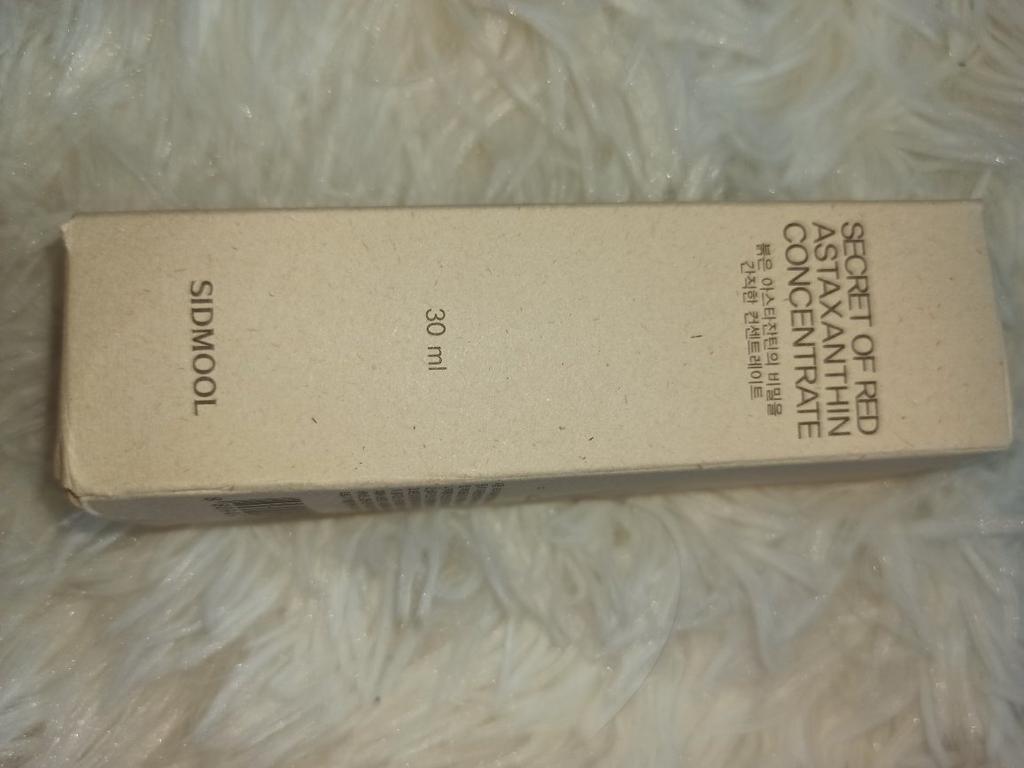 SECRET OF RED
ASTAXANTHIN
CONCENTRATE
붉은 아스타잔틴의 비밀을
간직한 컨센트레이트
30 ml
SIDMOOL